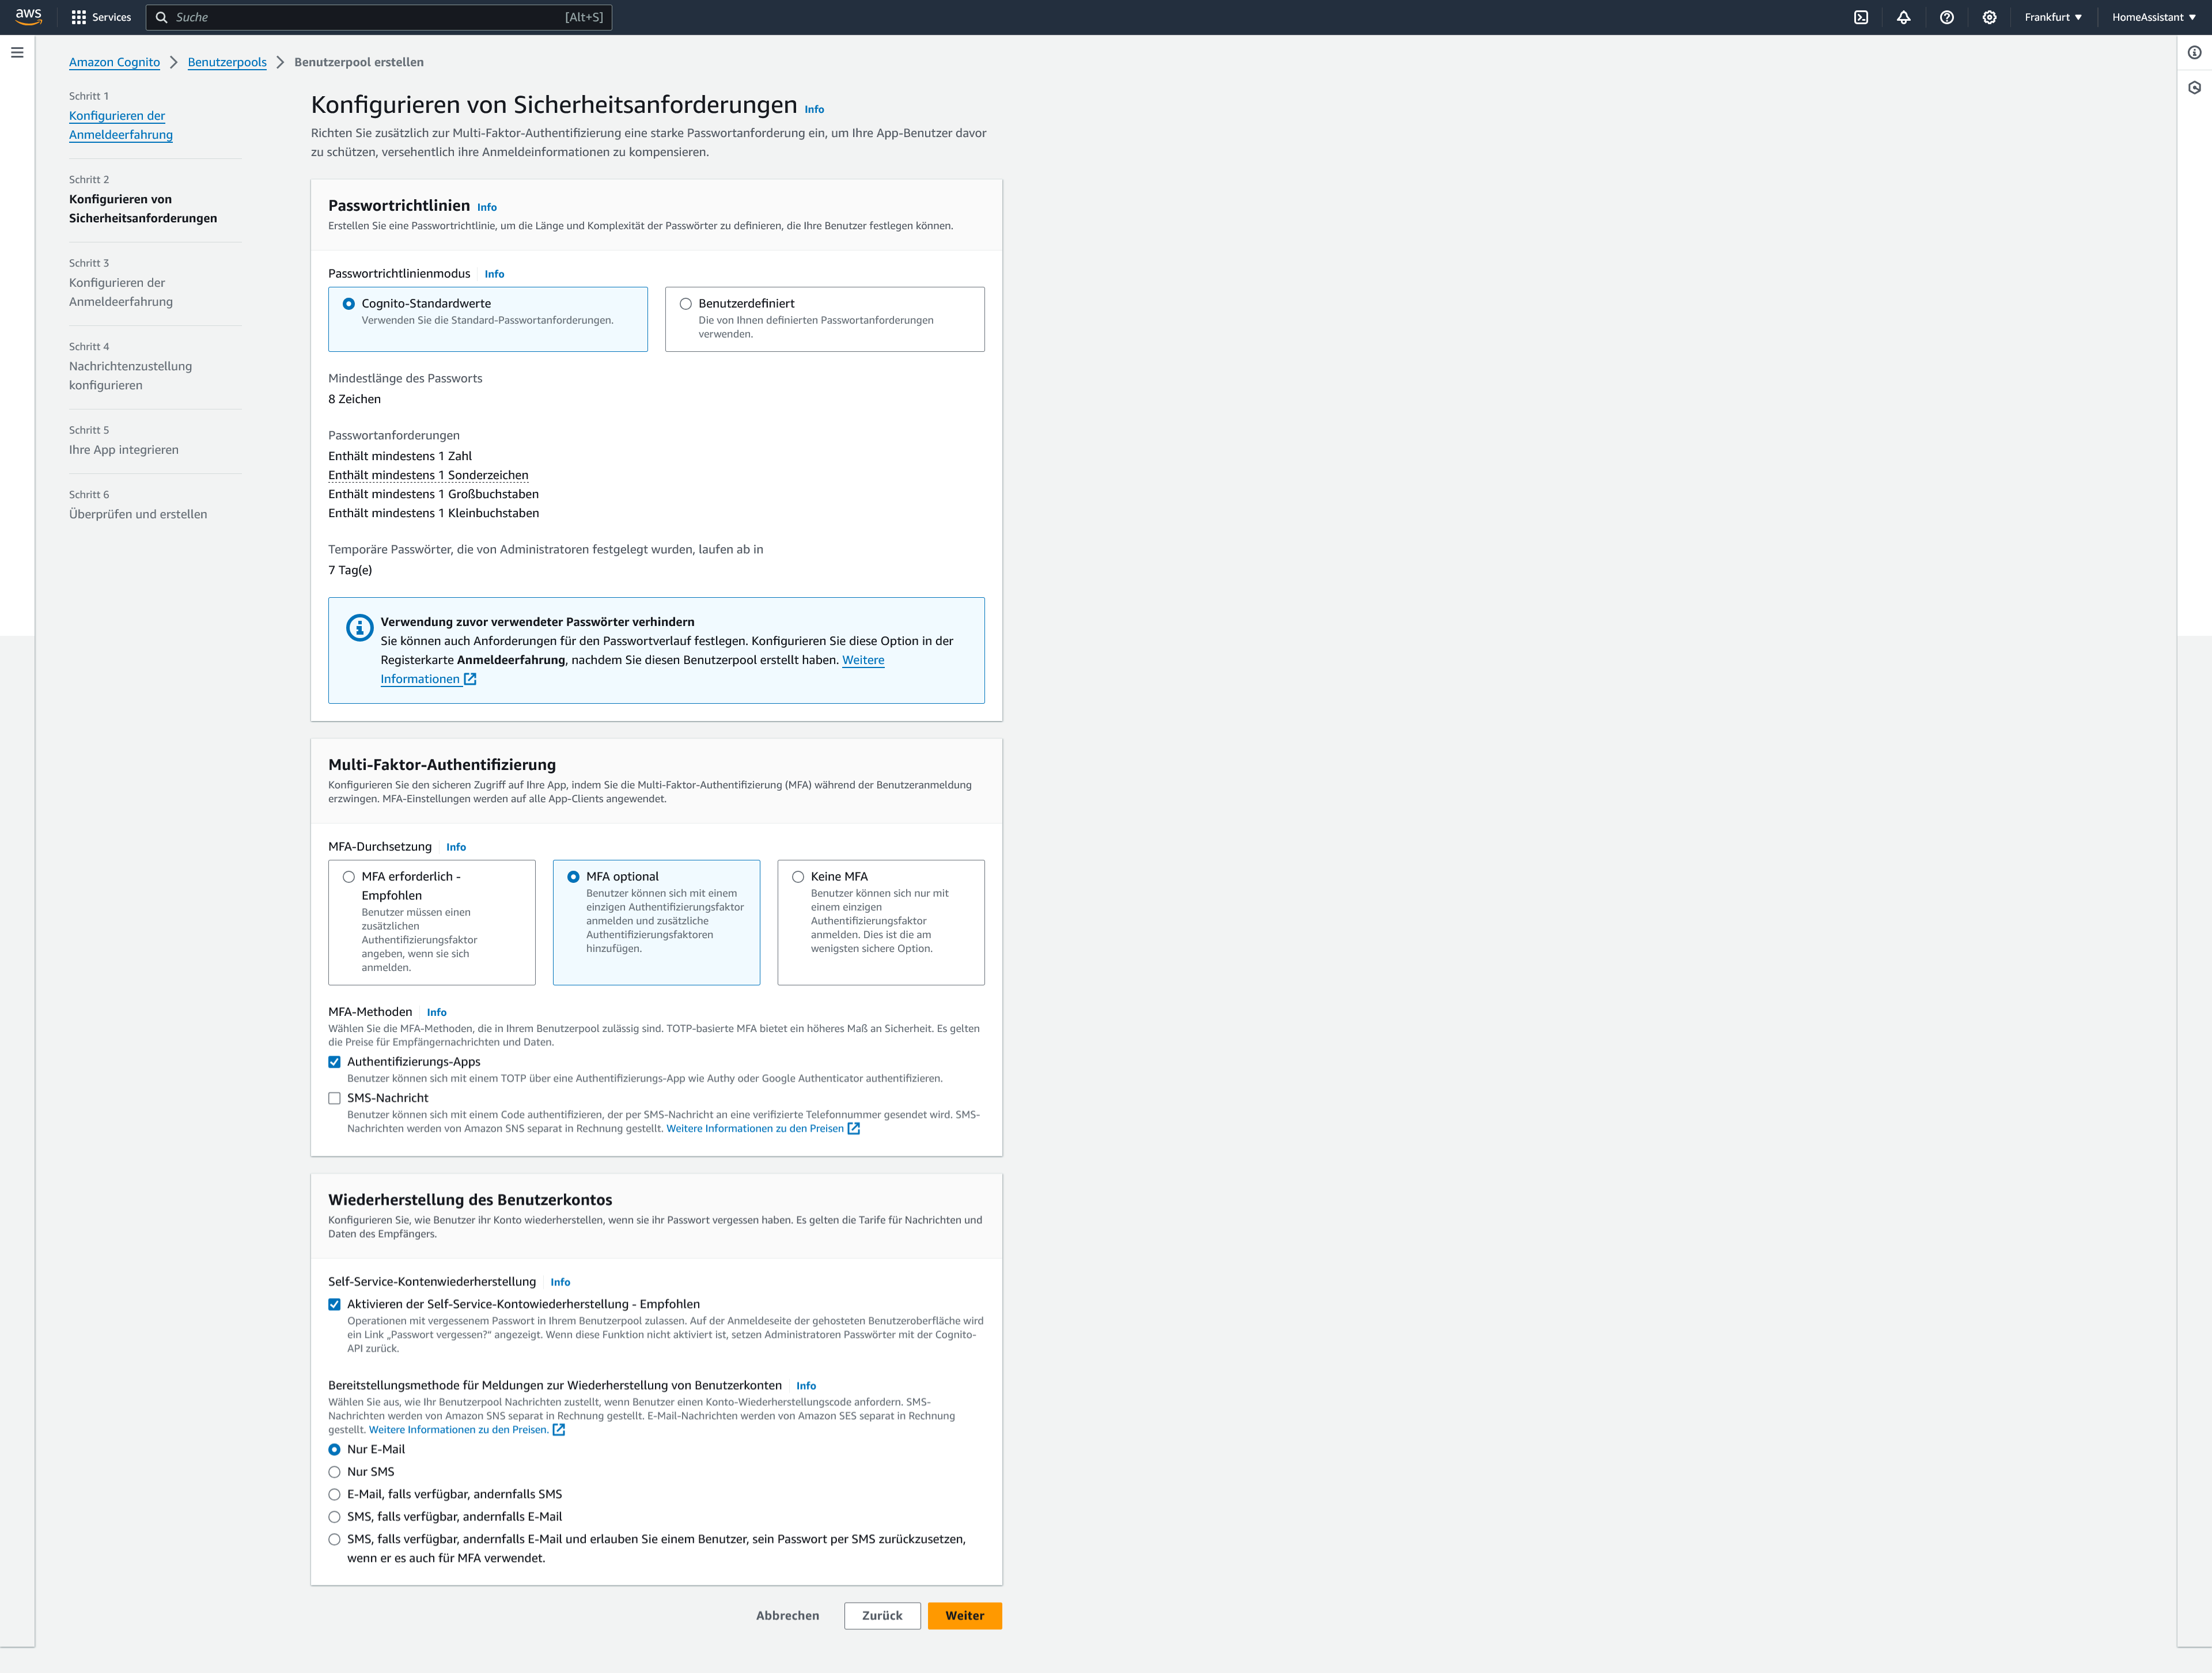 aws
Services
Suche
[Alt+S]
Frankfurt
HomeAssistant
Amazon Cognito
Benutzerpools
Benutzerpool erstellen
Schritt 1
Konfigurieren der
Anmeldeerfahrung
Schritt 2
Konfigurieren von
Sicherheitsanforderungen
Schritt 3
Konfigurieren der
Anmeldeerfahrung
Schritt 4
Nachrichtenzustellung
konfigurieren
Schritt 5
Ihre App integrieren
Schritt 6
Überprüfen und erstellen
Konfigurieren von Sicherheitsanforderungen Info
Richten Sie zusätzlich zur Multi-Faktor-Authentifizierung eine starke Passwortanforderung ein, um Ihre App-Benutzer davor
zu schützen, versehentlich ihre Anmeldeinformationen zu kompensieren.
Passwortrichtlinien Info
Erstellen Sie eine Passwortrichtlinie, um die Länge und Komplexität der Passwörter zu definieren, die Ihre Benutzer festlegen können.
Passwortrichtlinienmodus Info
Cognito-Standardwerte
Verwenden Sie die Standard-Passwortanforderungen.
Benutzerdefiniert
Die von Ihnen definierten Passwortanforderungen
verwenden.
Mindestlänge des Passworts
8 Zeichen
Passwortanforderungen
Enthält mindestens 1 Zahl
Enthält mindestens 1 Sonderzeichen
Enthält mindestens 1 Großbuchstaben
Enthält mindestens 1 Kleinbuchstaben
Temporäre Passwörter, die von Administratoren festgelegt wurden, laufen ab in
7 Tag(e)
Verwendung zuvor verwendeter Passwörter verhindern
Sie können auch Anforderungen für den Passwortverlauf festlegen. Konfigurieren Sie diese Option in der
Registerkarte Anmeldeerfahrung, nachdem Sie diesen Benutzerpool erstellt haben. Weitere
Informationen
Multi-Faktor-Authentifizierung
Konfigurieren Sie den sicheren Zugriff auf Ihre App, indem Sie die Multi-Faktor-Authentifizierung (MFA) während der Benutzeranmeldung
erzwingen. MFA-Einstellungen werden auf alle App-Clients angewendet.
MFA-Durchsetzung Info
MFA erforderlich -
Empfohlen
Benutzer müssen einen
zusätzlichen
Authentifizierungsfaktor
angeben, wenn sie sich
anmelden.
MFA optional
Benutzer können sich mit einem
einzigen Authentifizierungsfaktor
anmelden und zusätzliche
Authentifizierungsfaktoren
hinzufügen.
Keine MFA
Benutzer können sich nur mit
einem einzigen
Authentifizierungsfaktor
anmelden. Dies ist die am
wenigsten sichere Option.
MFA-Methoden Info
Wählen Sie die MFA-Methoden, die in Ihrem Benutzerpool zulässig sind. TOTP-basierte MFA bietet ein höheres Maß an Sicherheit. Es gelten
die Preise für Empfängernachrichten und Daten.
Authentifizierungs-Apps
Benutzer können sich mit einem TOTP über eine Authentifizierungs-App wie Authy oder Google Authenticator authentifizieren.
SMS-Nachricht
Benutzer können sich mit einem Code authentifizieren, der per SMS-Nachricht an eine verifizierte Telefonnummer gesendet wird. SMS-
Nachrichten werden von Amazon SNS separat in Rechnung gestellt. Weitere Informationen zu den Preisen
Wiederherstellung des Benutzerkontos
Konfigurieren Sie, wie Benutzer ihr Konto wiederherstellen, wenn sie ihr Passwort vergessen haben. Es gelten die Tarife für Nachrichten und
Daten des Empfängers.
Self-Service-Kontenwiederherstellung Info
Aktivieren der Self-Service-Kontowiederherstellung - Empfohlen
Operationen mit vergessenem Passwort in Ihrem Benutzerpool zulassen. Auf der Anmeldeseite der gehosteten Benutzeroberfläche wird
ein Link „Passwort vergessen?“ angezeigt. Wenn diese Funktion nicht aktiviert ist, setzen Administratoren Passwörter mit der Cognito-
API zurück.
Bereitstellungsmethode für Meldungen zur Wiederherstellung von Benutzerkonten Info
Wählen Sie aus, wie Ihr Benutzerpool Nachrichten zustellt, wenn Benutzer einen Konto-Wiederherstellungscode anfordern. SMS-
Nachrichten werden von Amazon SNS separat in Rechnung gestellt. E-Mail-Nachrichten werden von Amazon SES separat in Rechnung
gestellt. Weitere Informationen zu den Preisen.
Nur E-Mail
Nur SMS
E-Mail, falls verfügbar, andernfalls SMS
SMS, falls verfügbar, andernfalls E-Mail
SMS, falls verfügbar, andernfalls E-Mail und erlauben Sie einem Benutzer, sein Passwort per SMS zurückzusetzen,
wenn er es auch für MFA verwendet.
Abbrechen
Zurück
Weiter